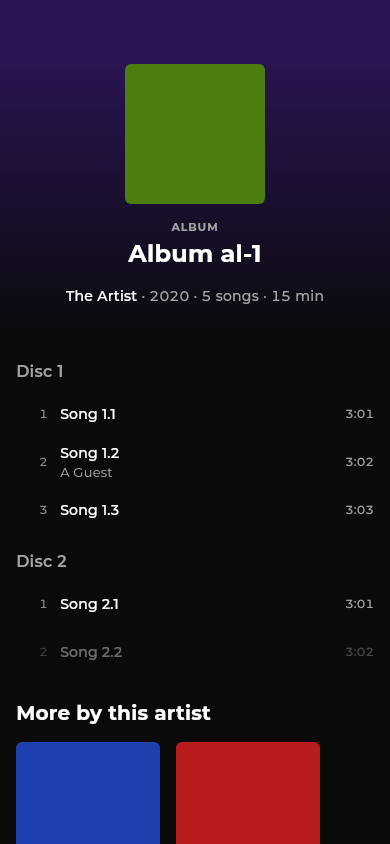 ALBUM
Album al-1
The Artist · 2020 · 5 songs · 15 min
Disc 1
1 Song 1.1 3:01
2 Song 1.2 3:02
A Guest
3 Song 1.3 3:03
Disc 2
1 Song 2.1 3:01
2 Song 2.2 3:02
More by this artist